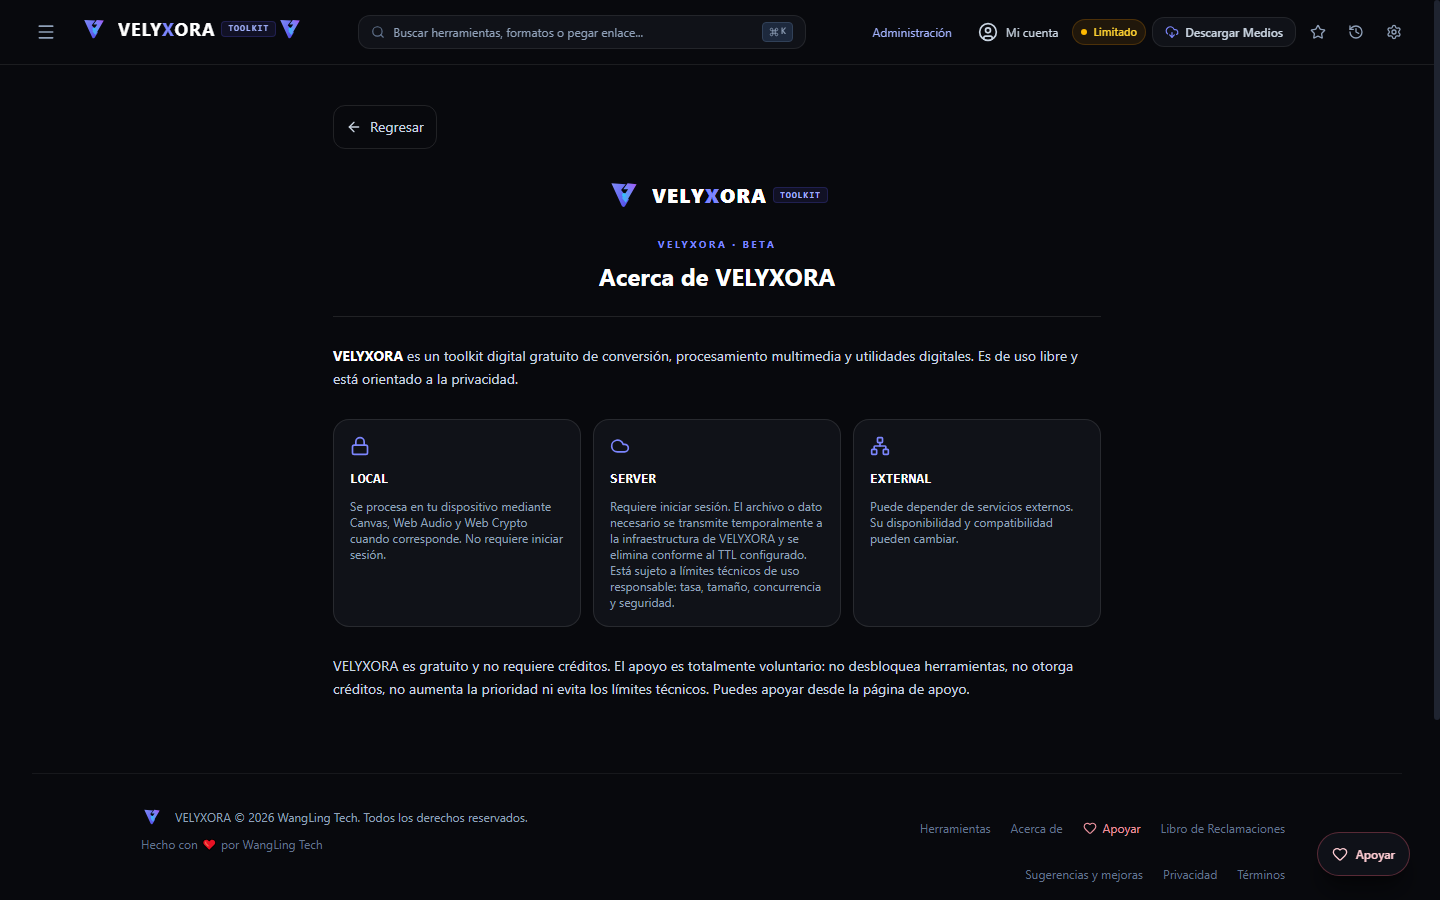 VELYXORA TOOLKIT
Buscar herramientas, formatos o pegar enlace...
⌘K
Administración
Mi cuenta
Limitado
Descargar Medios
Regresar
VELYXORA TOOLKIT
VELYXORA · BETA
Acerca de VELYXORA
VELYXORA es un toolkit digital gratuito de conversión, procesamiento multimedia y utilidades digitales. Es de uso libre y
está orientado a la privacidad.
LOCAL
Se procesa en tu dispositivo mediante
Canvas, Web Audio y Web Crypto
cuando corresponde. No requiere iniciar
sesión.
SERVER
Requiere iniciar sesión. El archivo o dato
necesario se transmite temporalmente a
la infraestructura de VELYXORA y se
elimina conforme al TTL configurado.
Está sujeto a límites técnicos de uso
responsable: tasa, tamaño, concurrencia
y seguridad.
EXTERNAL
Puede depender de servicios externos.
Su disponibilidad y compatibilidad
pueden cambiar.
VELYXORA es gratuito y no requiere créditos. El apoyo es totalmente voluntario: no desbloquea herramientas, no otorga
créditos, no aumenta la prioridad ni evita los límites técnicos. Puedes apoyar desde la página de apoyo.
VELYXORA © 2026 WangLing Tech. Todos los derechos reservados.
Hecho con ❤ por WangLing Tech
Herramientas
Acerca de
Apoyar
Libro de Reclamaciones
Sugerencias y mejoras
Privacidad
Términos
Apoyar